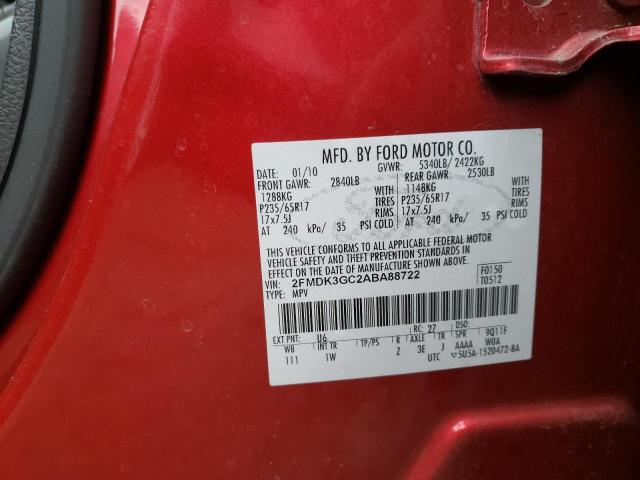 MFD. BY FORD MOTOR CO.
DATE: 01/10 GVWR: 5340LB/ 2422KG
FRONT GAWR: 2840LB REAR GAWR: 2530LB
1288KG 1148KG
P235/65R17 TIRES P235/65R17 TIRES
17x7.5J RIMS 17x7.5J RIMS
AT 240 kPa/ 35 PSI COLD AT 240 kPa/ 35 PSI COLD
THIS VEHICLE CONFORMS TO ALL APPLICABLE FEDERAL MOTOR
VEHICLE SAFETY AND THEFT PREVENTION STANDARDS IN
EFFECT ON THE DATE OF MANUFACTURE SHOWN ABOVE.
VIN: 2FMDK3GC2ABA88722 F0150
TYPE: MPV T0512
EXT PNT: U6 RC: 27 DSO:
WB INT TR TP/PS R AXLE TR SPR 9Q11F
111 1W Z 3E J AAAA W0A
UTC ▽5U5A-1520472-BA